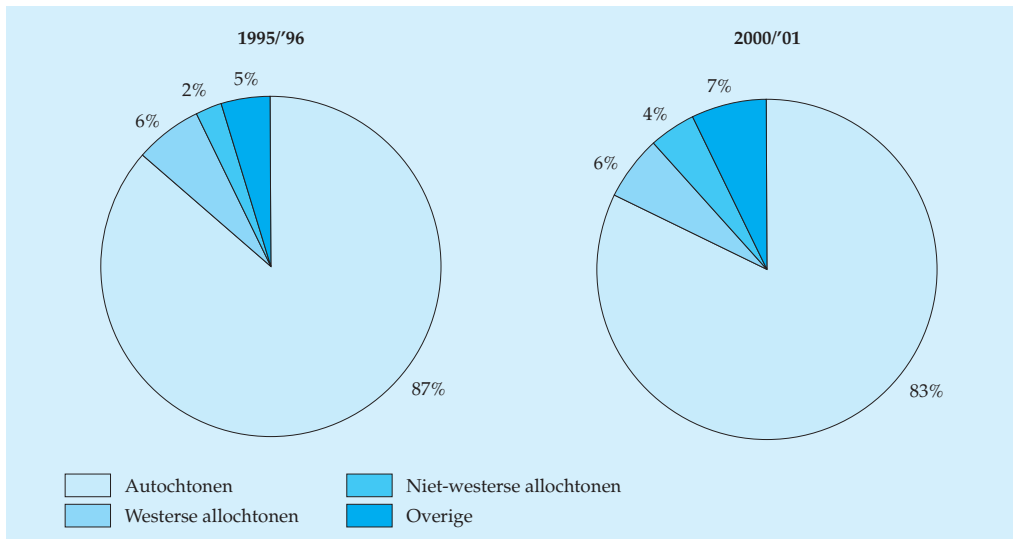 1995/'96
2000/'01
5%
2%
6%
87%
7%
4%
6%
83%
Autochtonen
Westerse allochtonen
Niet-westerse allochtonen
Overige